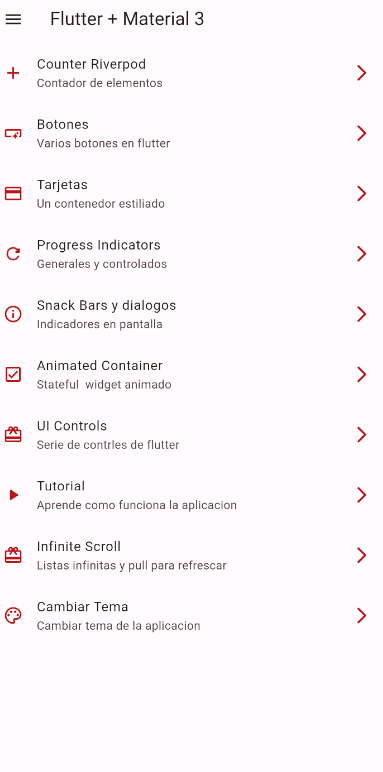 Flutter + Material 3
Counter Riverpod
Contador de elementos
Botones
Varios botones en flutter
Tarjetas
Un contenedor estiliado
Progress Indicators
Generales y controlados
Snack Bars y dialogos
Indicadores en pantalla
Animated Container
Stateful  widget animado
UI Controls
Serie de contrles de flutter
Tutorial
Aprende como funciona la aplicacion
Infinite Scroll
Listas infinitas y pull para refrescar
Cambiar Tema
Cambiar tema de la aplicacion